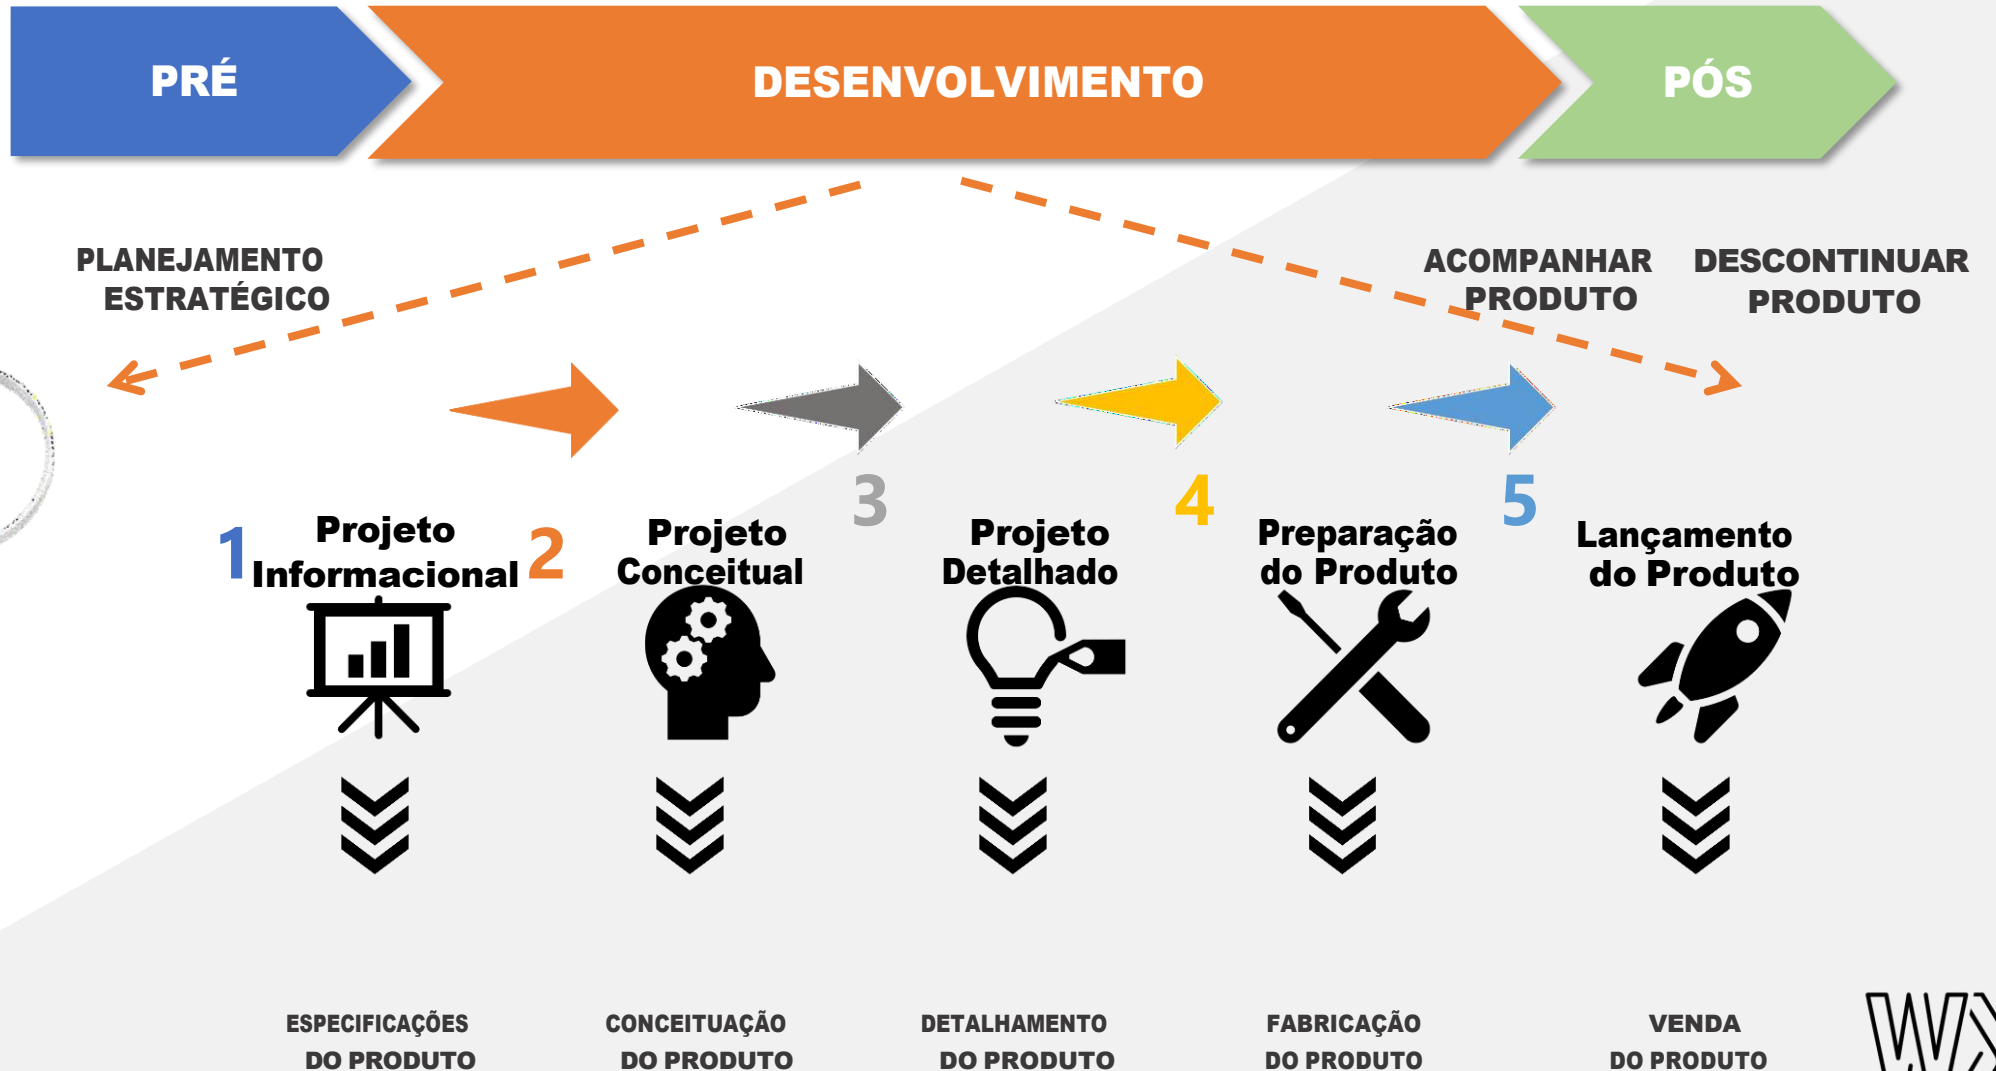 PRÉ
DESENVOLVIMENTO
PÓS
PLANEJAMENTO
ESTRATÉGICO
ACOMPANHAR
PRODUTO
DESCONTINUAR
PRODUTO
1
Projeto
Informacional
2
Projeto
Conceitual
3
Projeto
Detalhado
4
Preparação
do Produto
5
Lançamento
do Produto
ESPECIFICAÇÕES
DO PRODUTO
CONCEITUAÇÃO
DO PRODUTO
DETALHAMENTO
DO PRODUTO
FABRICAÇÃO
DO PRODUTO
VENDA
DO PRODUTO